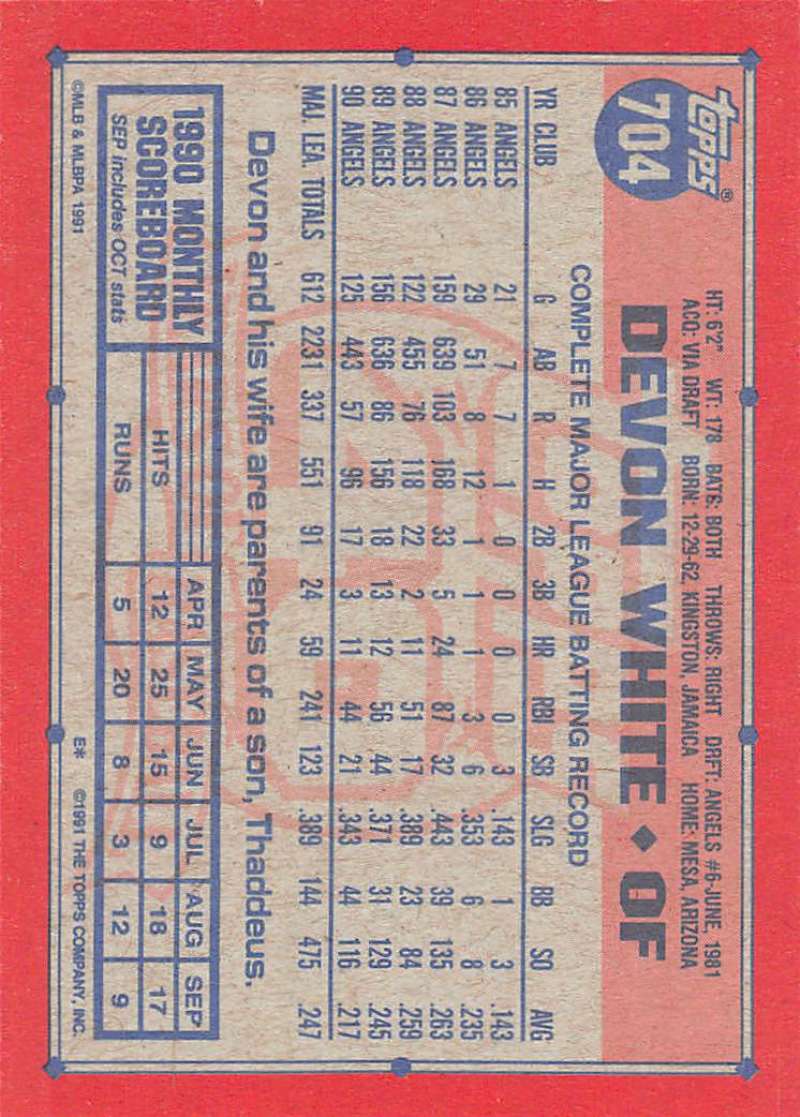 Topps®
704
HT: 6'2" WT: 178 BATS: BOTH THROWS: RIGHT DRFT: ANGELS #6-JUNE, 1981
ACQ: VIA DRAFT BORN: 12-29-62, KINGSTON, JAMAICA HOME: MESA, ARIZONA
DEVON WHITE ♦ OF
COMPLETE MAJOR LEAGUE BATTING RECORD
YR CLUB G AB R H 2B 3B HR RBI SB SLG BB SO AVG
85 ANGELS 21 7 7 1 0 0 0 0 3 .143 1 3 .143
86 ANGELS 29 51 8 12 1 1 1 3 6 .353 6 8 .235
87 ANGELS 159 639 103 168 33 5 24 87 32 .443 39 135 .263
88 ANGELS 122 455 76 118 22 2 11 51 17 .389 23 84 .259
89 ANGELS 156 636 86 156 18 13 12 56 44 .371 31 129 .245
90 ANGELS 125 443 57 96 17 3 11 44 21 .343 44 116 .217
MAJ. LEA. TOTALS 612 2231 337 551 91 24 59 241 123 .389 144 475 .247
Devon and his wife are parents of a son, Thaddeus.
1990 MONTHLY
SCOREBOARD
SEP includes OCT stats
APR MAY JUN JUL AUG SEP
HITS 12 25 15 9 18 17
RUNS 5 20 8 3 12 9
©MLB & MLBPA 1991 E* ©1991 THE TOPPS COMPANY, INC.